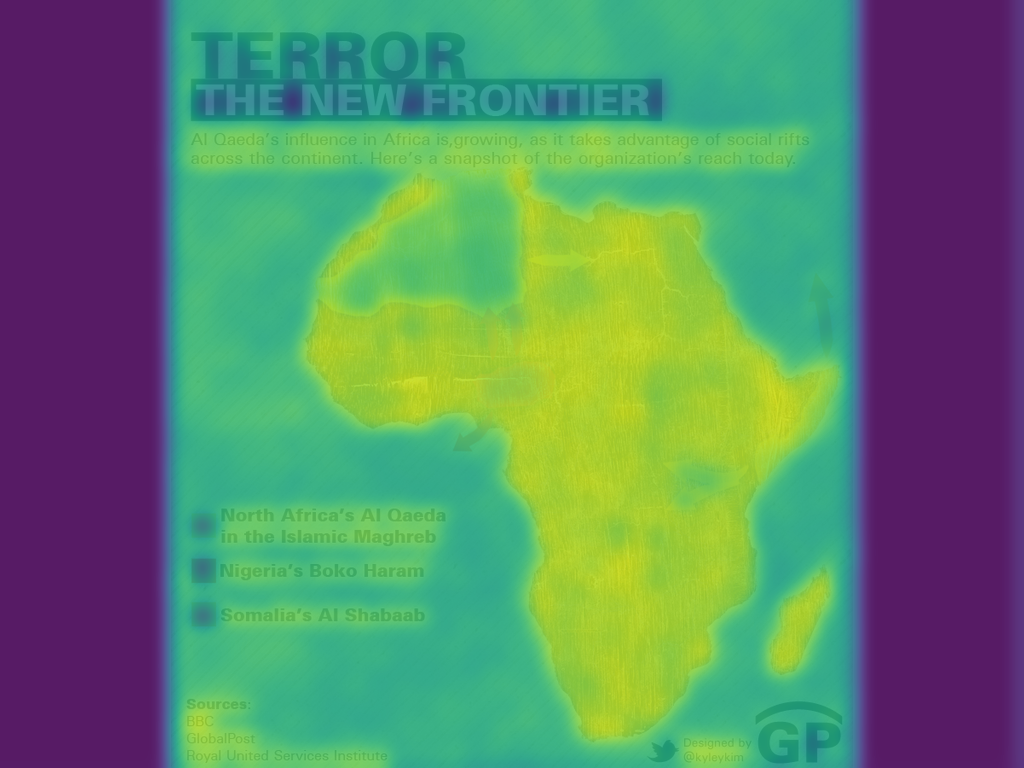 TERROR
THE NEW FRONTIER
Al Qaeda's influence in Africa is,growing, as it takes advantage of social rifts
across the continent. Here's a snapshot of the organization's reach today.
North Africa's Al Qaeda
in the Islamic Maghreb
Nigeria's Boko Haram
Somalia's Al Shabaab
Sources:
BBC
GlobalPost
Royal United Services Institute
Designed by
@kyleykim
GP